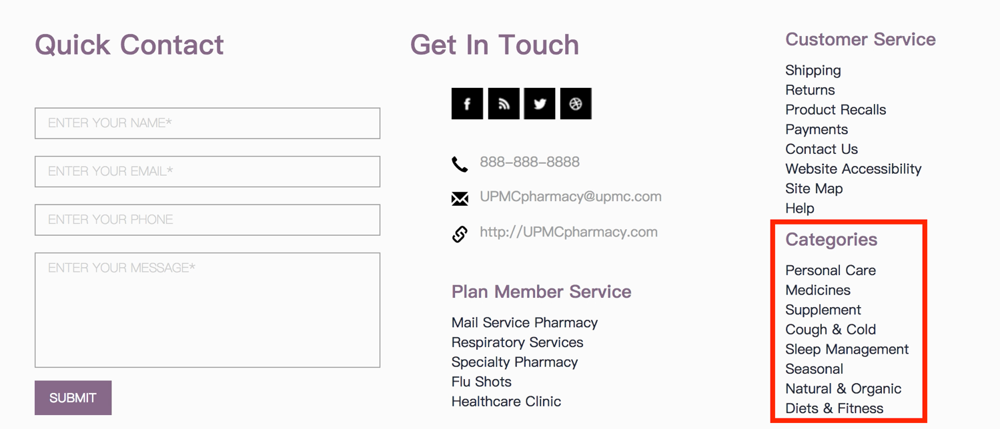 Quick Contact
ENTER YOUR NAME*
ENTER YOUR EMAIL*
ENTER YOUR PHONE
ENTER YOUR MESSAGE*
SUBMIT
Get In Touch
888-888-8888
UPMCpharmacy@upmc.com
http://UPMCpharmacy.com
Plan Member Service
Mail Service Pharmacy
Respiratory Services
Specialty Pharmacy
Flu Shots
Healthcare Clinic
Customer Service
Shipping
Returns
Product Recalls
Payments
Contact Us
Website Accessibility
Site Map
Help
Categories
Personal Care
Medicines
Supplement
Cough & Cold
Sleep Management
Seasonal
Natural & Organic
Diets & Fitness